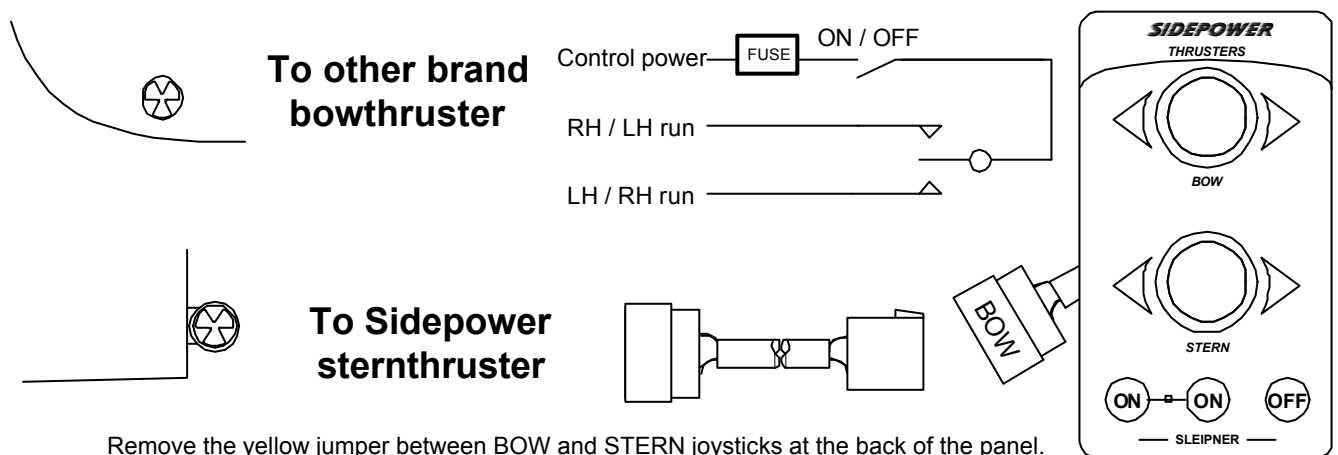 To other brand
bowthruster
Control power
FUSE
ON / OFF
RH / LH run
LH / RH run
SIDEPOWER
THRUSTERS
BOW
STERN
ON
ON
OFF
SLEIPNER
To Sidepower
sternthruster
BOW
Remove the yellow jumper between BOW and STERN joysticks at the back of the panel.